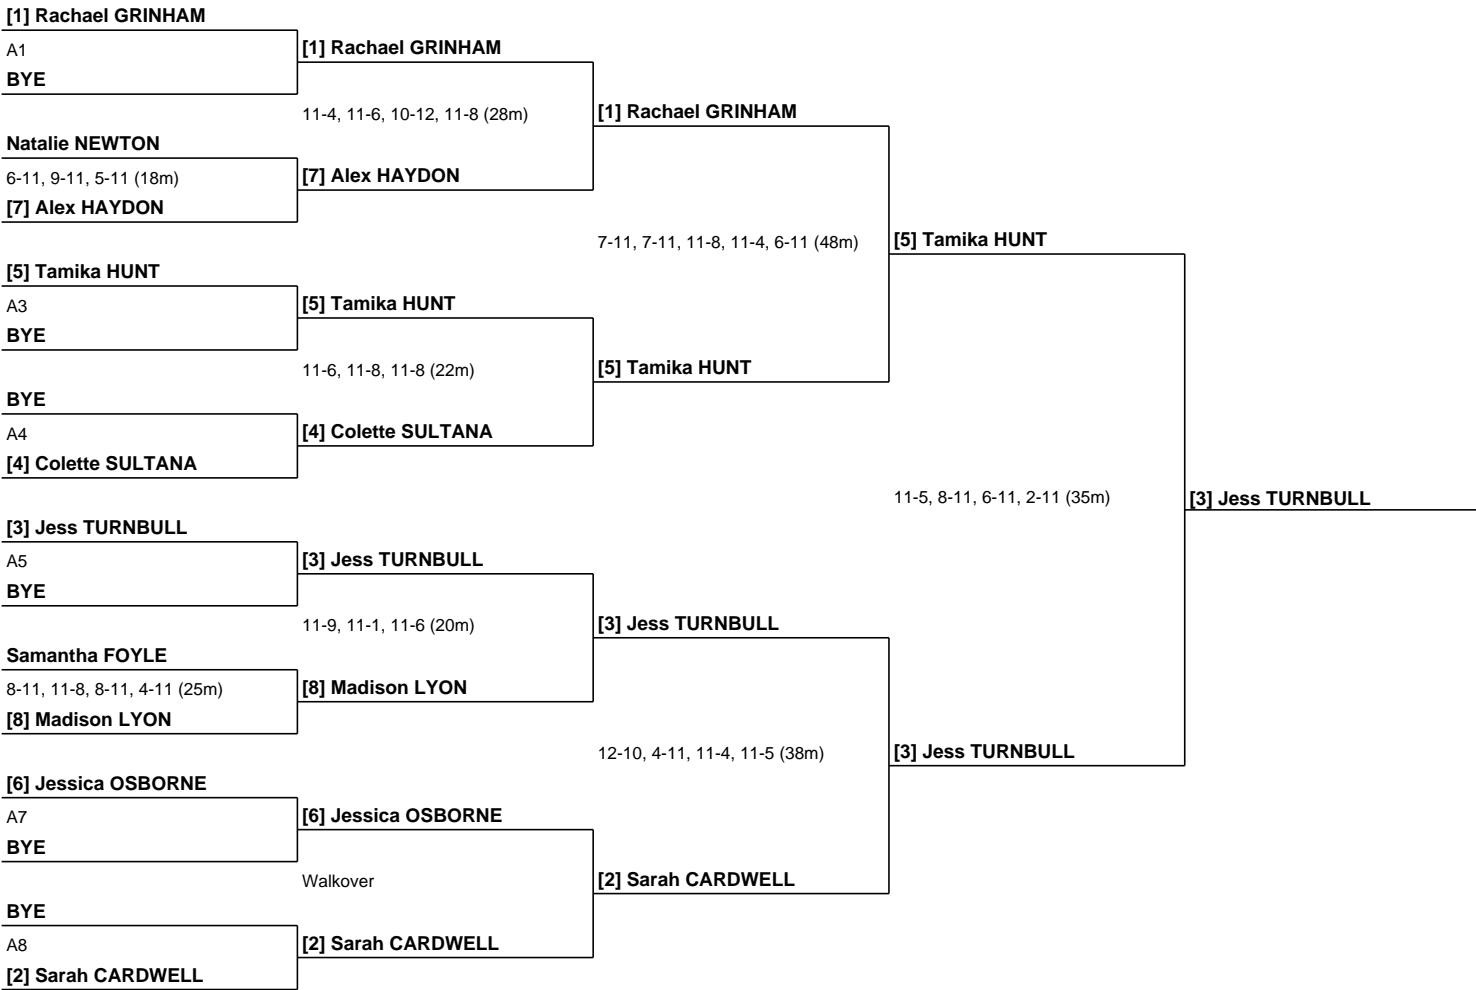 [1] Rachael GRINHAM
A1
BYE
Natalie NEWTON
6-11, 9-11, 5-11 (18m)
[7] Alex HAYDON
[5] Tamika HUNT
A3
BYE
BYE
A4
[4] Colette SULTANA
[3] Jess TURNBULL
A5
BYE
Samantha FOYLE
8-11, 11-8, 8-11, 4-11 (25m)
[8] Madison LYON
[6] Jessica OSBORNE
A7
BYE
BYE
A8
[2] Sarah CARDWELL
[1] Rachael GRINHAM
11-4, 11-6, 10-12, 11-8 (28m)
[7] Alex HAYDON
[5] Tamika HUNT
11-6, 11-8, 11-8 (22m)
[4] Colette SULTANA
[3] Jess TURNBULL
11-9, 11-1, 11-6 (20m)
[8] Madison LYON
[6] Jessica OSBORNE
Walkover
[2] Sarah CARDWELL
[1] Rachael GRINHAM
7-11, 7-11, 11-8, 11-4, 6-11 (48m)
[5] Tamika HUNT
[3] Jess TURNBULL
12-10, 4-11, 11-4, 11-5 (38m)
[2] Sarah CARDWELL
[5] Tamika HUNT
11-5, 8-11, 6-11, 2-11 (35m)
[3] Jess TURNBULL
[3] Jess TURNBULL